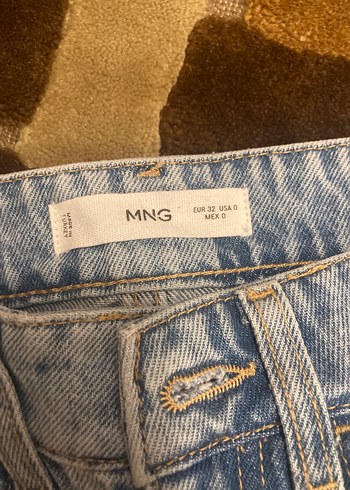 MADE IN
TURKEY
MNG
EUR 32 USA 0
MEX 0